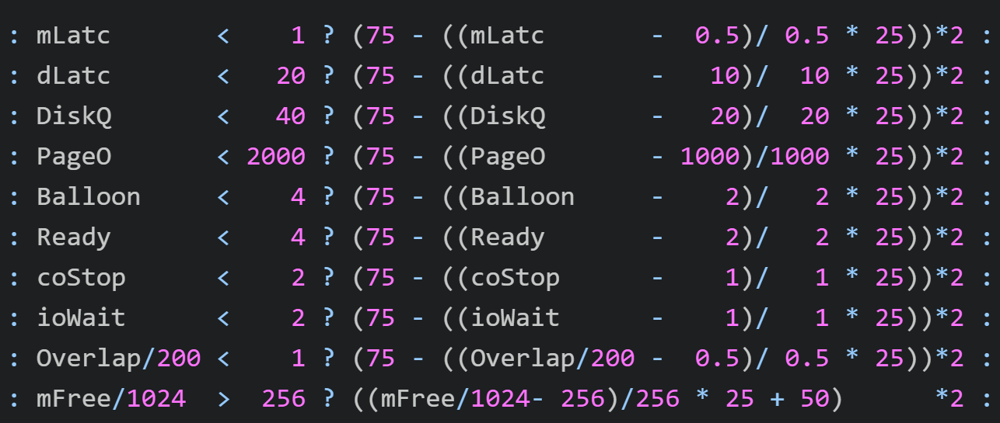 : mLatc       <    1 ? (75 - ((mLatc       -  0.5)/ 0.5 * 25))*2 :
: dLatc       <   20 ? (75 - ((dLatc       -   10)/  10 * 25))*2 :
: DiskQ       <   40 ? (75 - ((DiskQ       -   20)/  20 * 25))*2 :
: PageO       < 2000 ? (75 - ((PageO       - 1000)/1000 * 25))*2 :
: Balloon     <    4 ? (75 - ((Balloon     -    2)/   2 * 25))*2 :
: Ready       <    4 ? (75 - ((Ready       -    2)/   2 * 25))*2 :
: coStop      <    2 ? (75 - ((coStop      -    1)/   1 * 25))*2 :
: ioWait      <    2 ? (75 - ((ioWait      -    1)/   1 * 25))*2 :
: Overlap/200 <    1 ? (75 - ((Overlap/200 -  0.5)/ 0.5 * 25))*2 :
: mFree/1024  >  256 ? ((mFree/1024- 256)/256 * 25 + 50)      *2 :